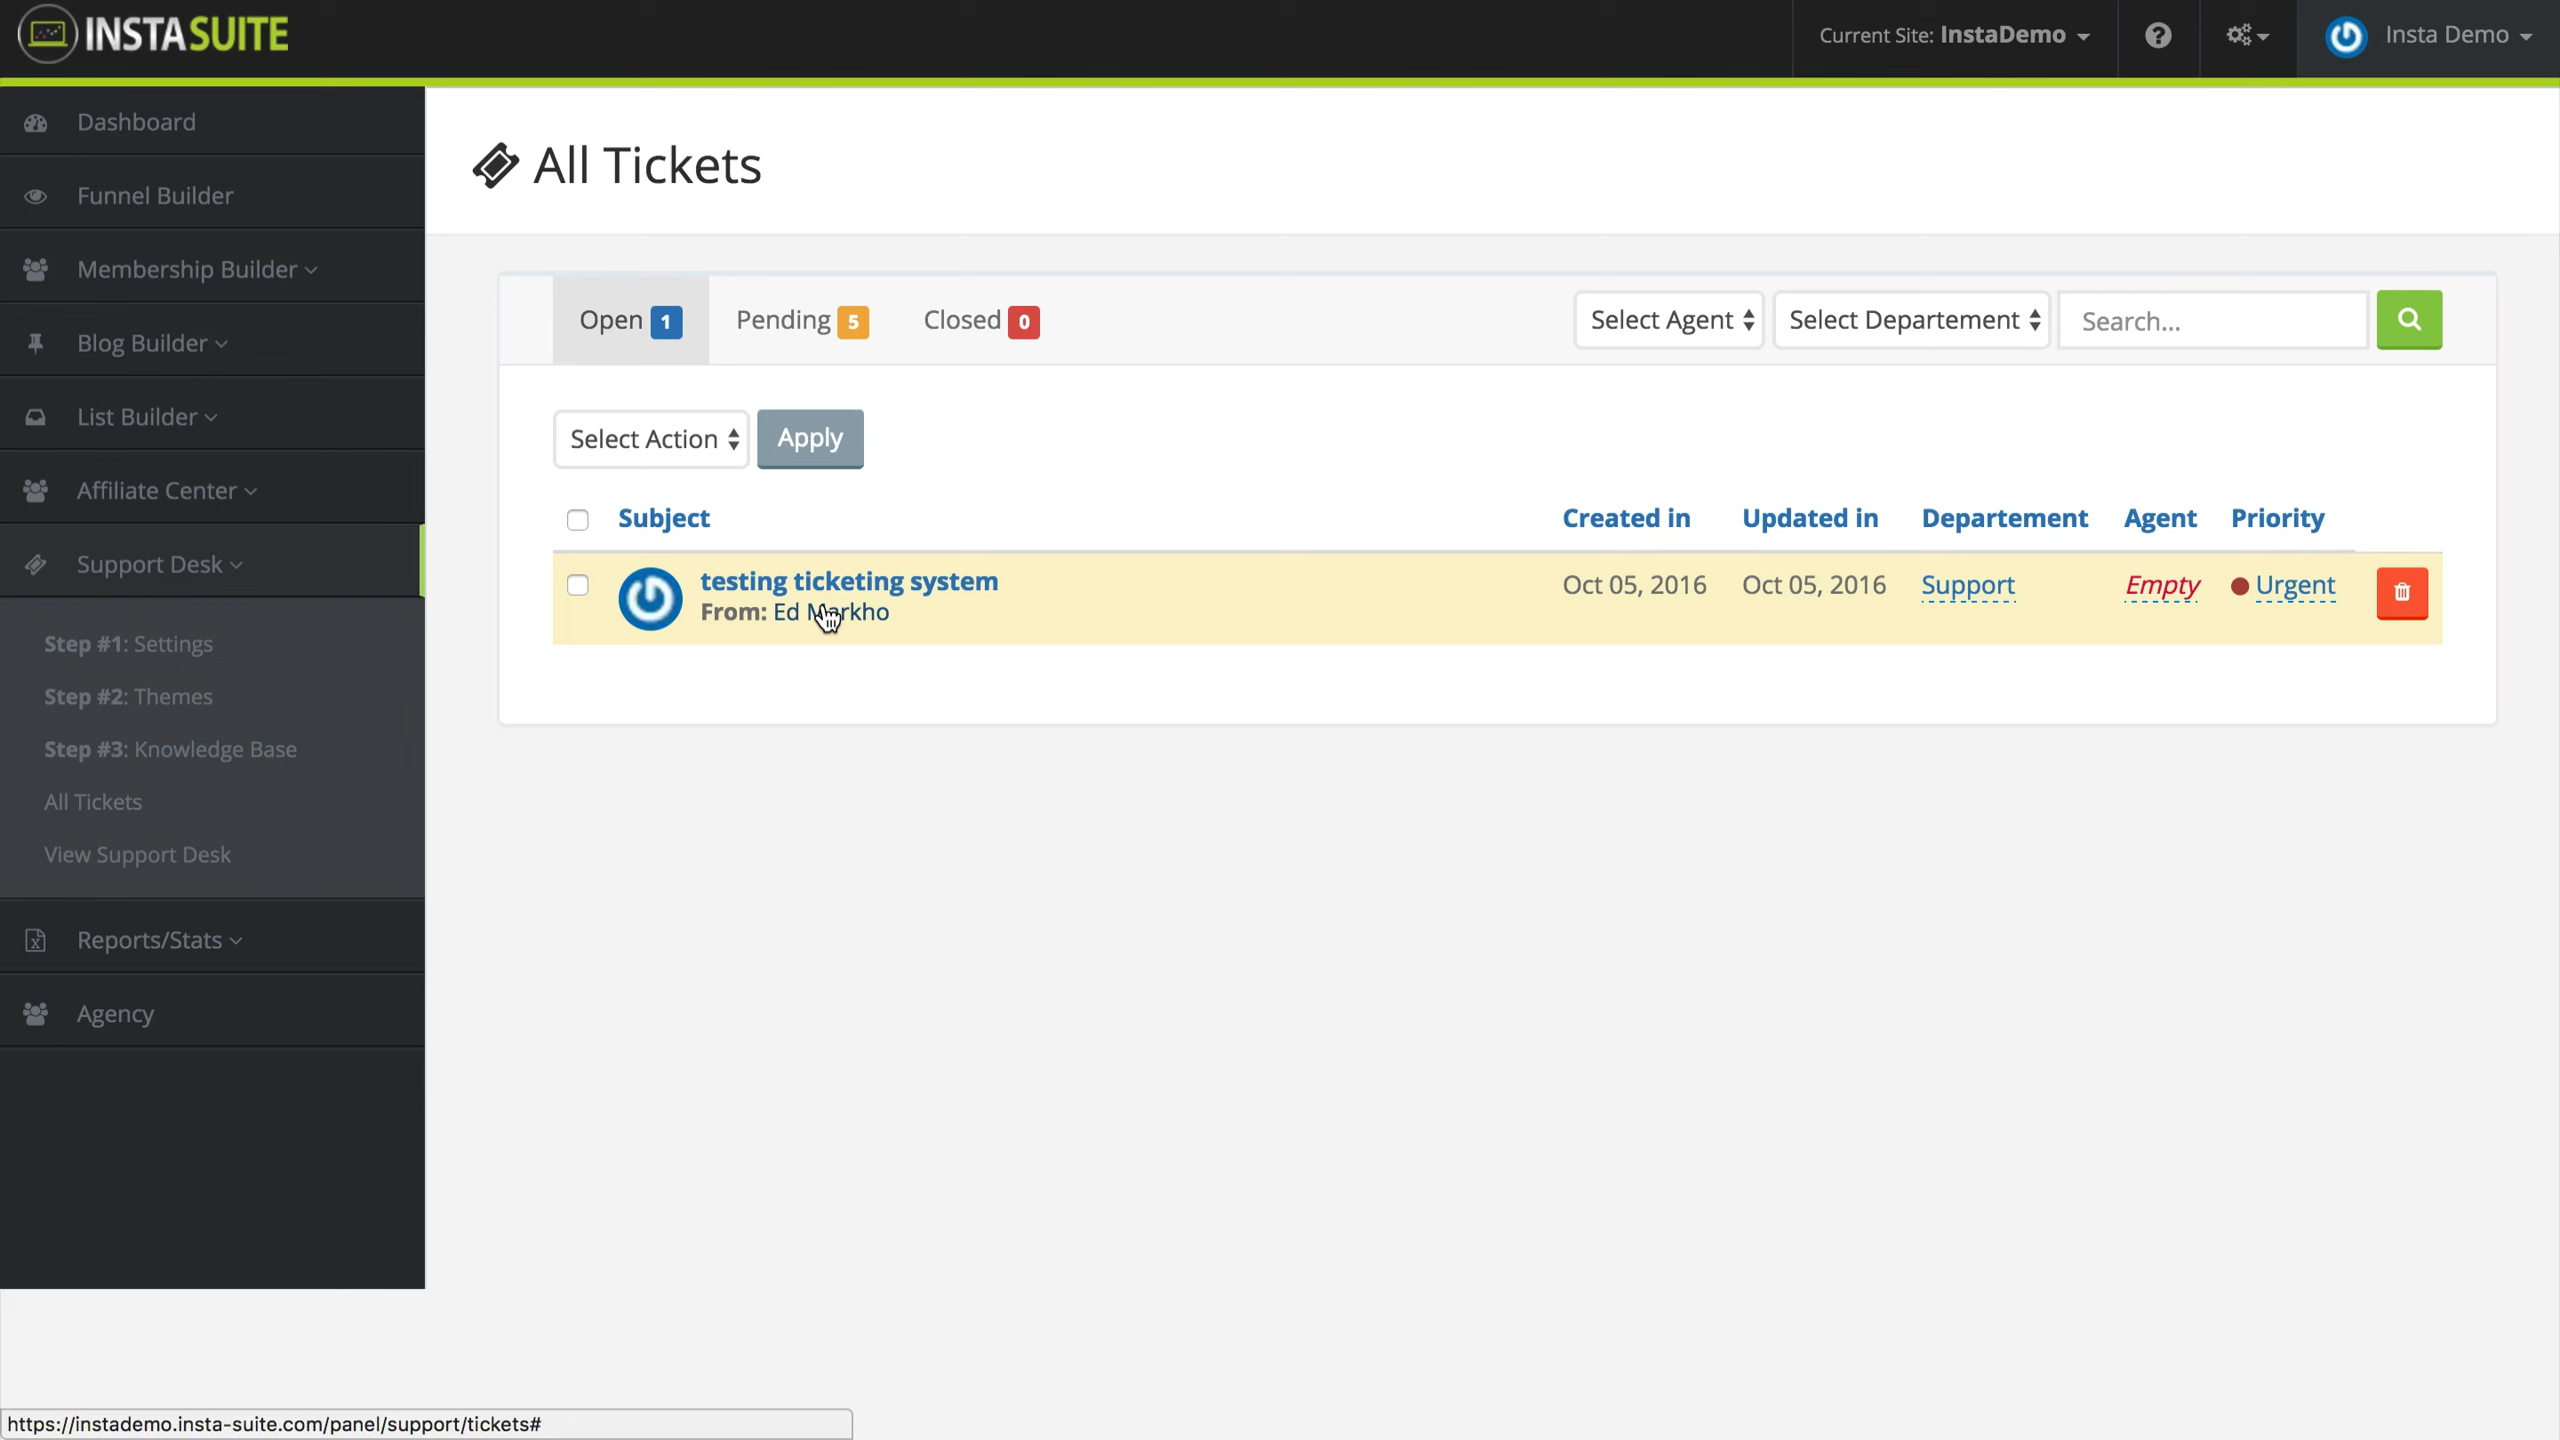 INSTASUITE
Current Site: InstaDemo
Insta Demo
Dashboard
Funnel Builder
Membership Builder
Blog Builder
List Builder
Affiliate Center
Support Desk
Step #1: Settings
Step #2: Themes
Step #3: Knowledge Base
All Tickets
View Support Desk
Reports/Stats
Agency
All Tickets
Open 1 Pending 5 Closed 0 Select Agent Select Departement Search...
Select Action Apply
Subject Created in Updated in Departement Agent Priority
testing ticketing system Oct 05, 2016 Oct 05, 2016 Support Empty Urgent
From: Ed Markho
https://instademo.insta-suite.com/panel/support/tickets#